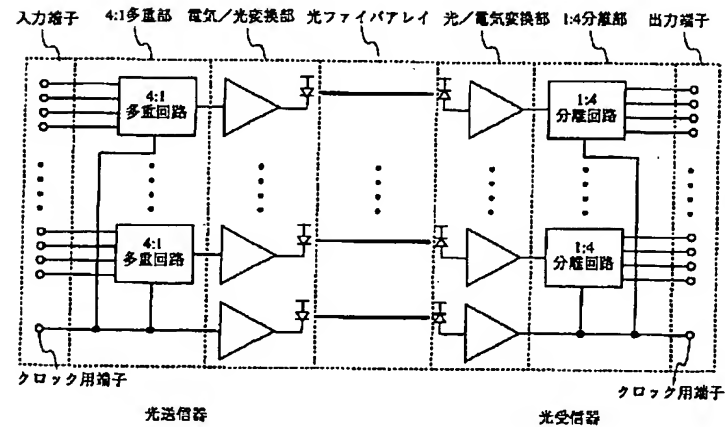 入力端子 4:1多重部 電気／光変換部 光ファイバアレイ 光／電気変換部 1:4分離部 出力端子
4:1
多重回路
1:4
分離回路
4:1
多重回路
1:4
分離回路
クロック用端子
クロック用端子
光送信器
光受信器